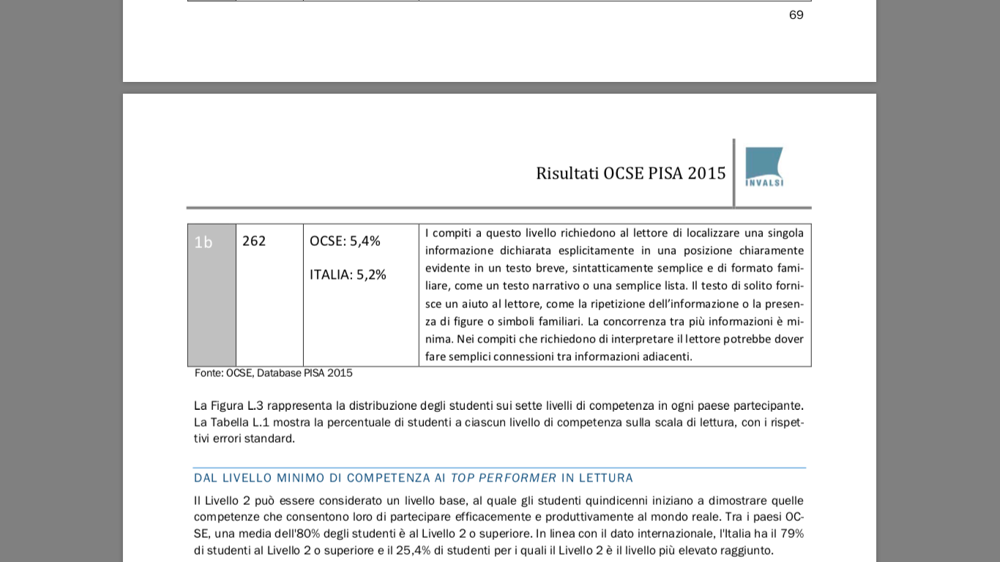 69
Risultati OCSE PISA 2015
INVALSI
1b
262
OCSE: 5,4%
ITALIA: 5,2%
I compiti a questo livello richiedono al lettore di localizzare una singola
informazione dichiarata esplicitamente in una posizione chiaramente
evidente in un testo breve, sintatticamente semplice e di formato fami-
liare, come un testo narrativo o una semplice lista. Il testo di solito forni-
sce un aiuto al lettore, come la ripetizione dell'informazione o la presen-
za di figure o simboli familiari. La concorrenza tra più informazioni è mi-
nima. Nei compiti che richiedono di interpretare il lettore potrebbe dover
fare semplici connessioni tra informazioni adiacenti.
Fonte: OCSE, Database PISA 2015
La Figura L.3 rappresenta la distribuzione degli studenti sui sette livelli di competenza in ogni paese partecipante.
La Tabella L.1 mostra la percentuale di studenti a ciascun livello di competenza sulla scala di lettura, con i rispet-
tivi errori standard.
DAL LIVELLO MINIMO DI COMPETENZA AI TOP PERFORMER IN LETTURA
Il Livello 2 può essere considerato un livello base, al quale gli studenti quindicenni iniziano a dimostrare quelle
competenze che consentono loro di partecipare efficacemente e produttivamente al mondo reale. Tra i paesi OC-
SE, una media dell'80% degli studenti è al Livello 2 o superiore. In linea con il dato internazionale, l'Italia ha il 79%
di studenti al Livello 2 o superiore e il 25,4% di studenti per i quali il Livello 2 è il livello più elevato raggiunto.